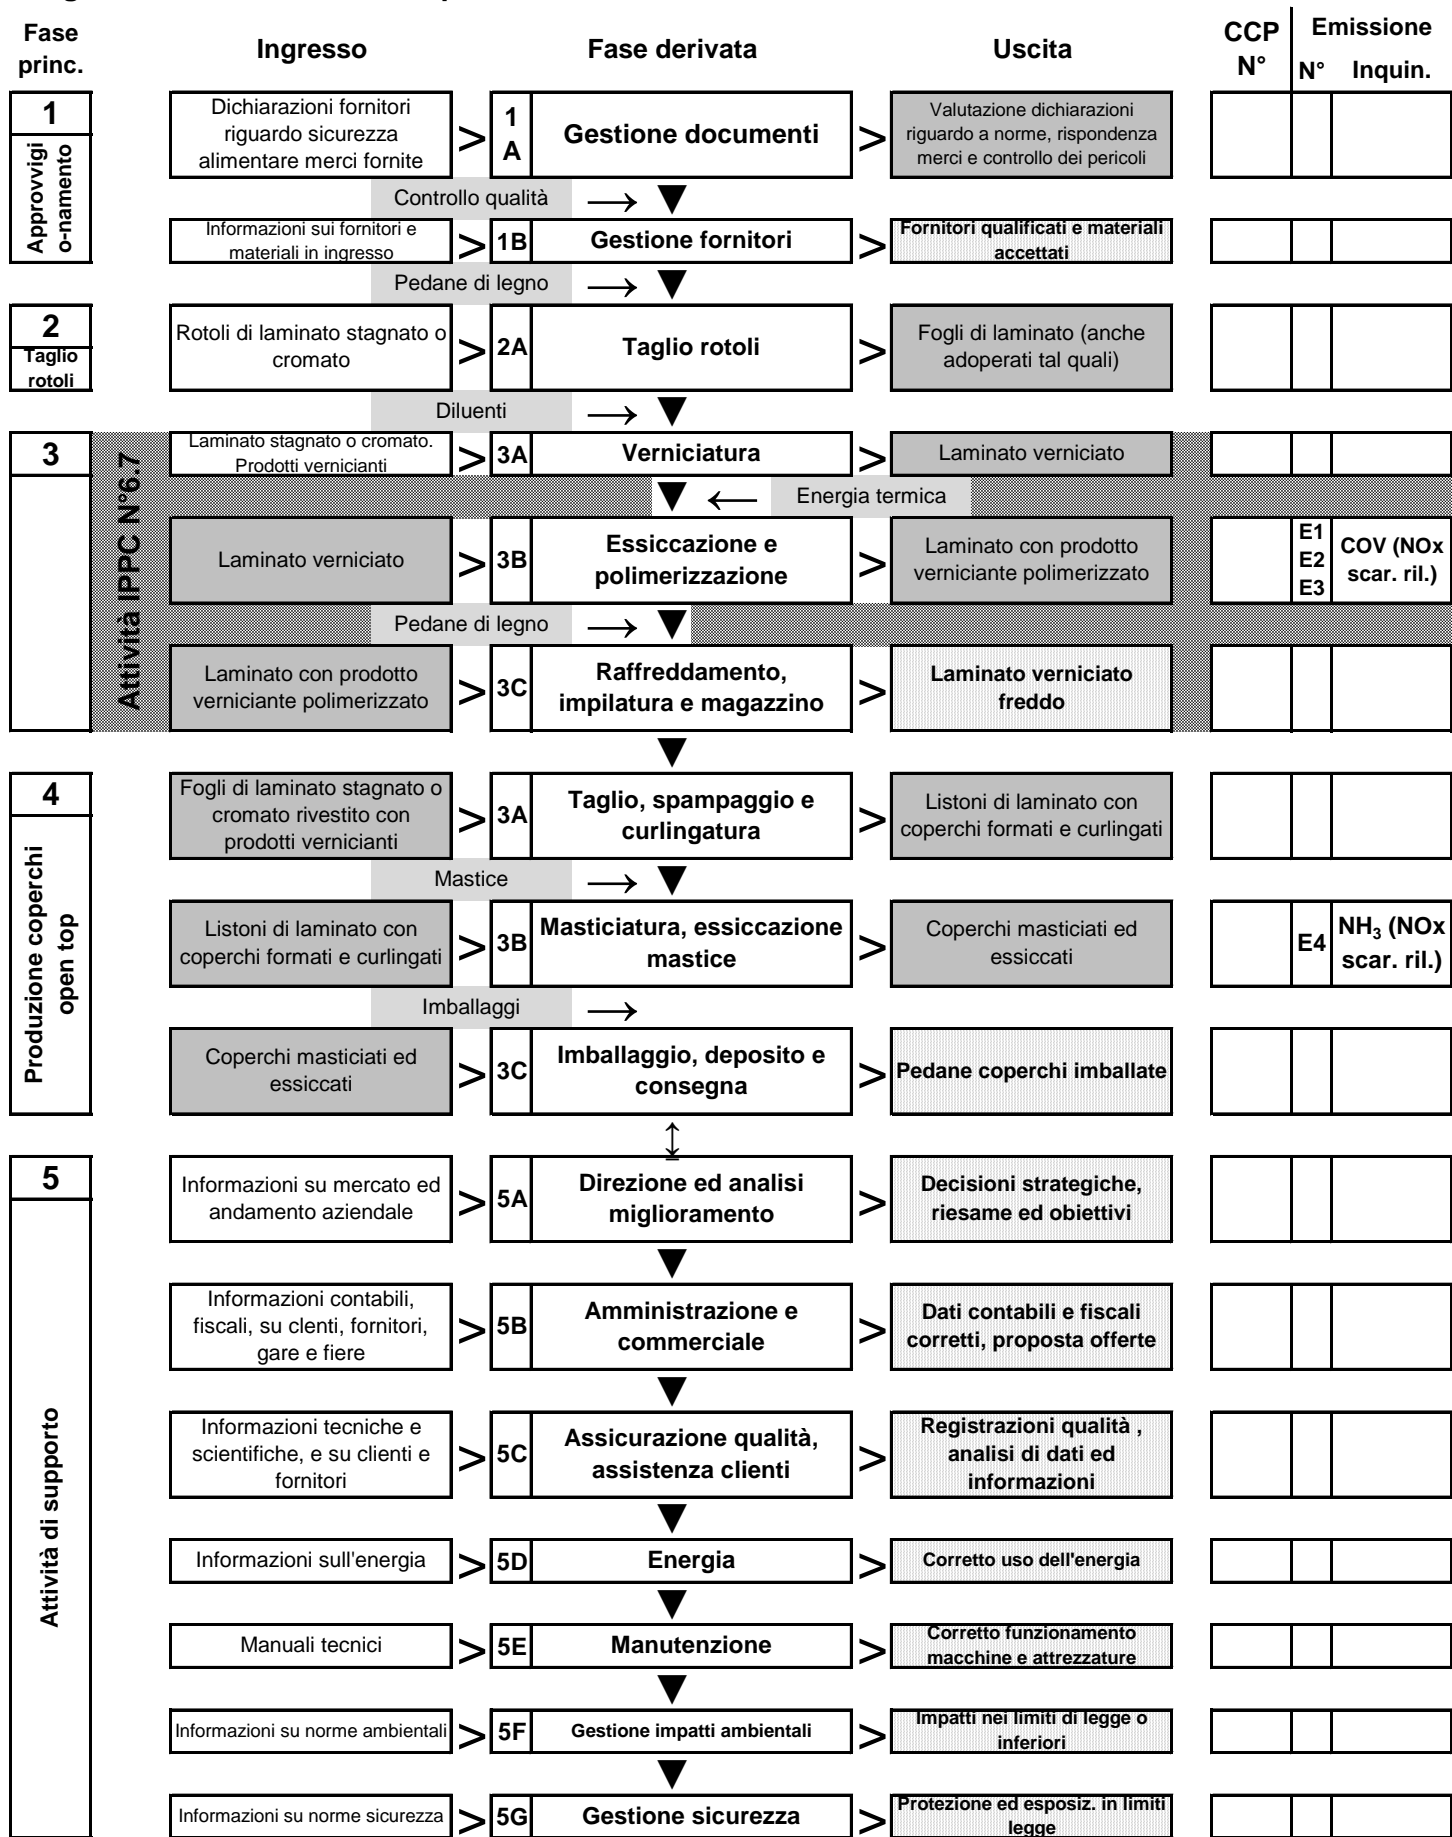 Fase
princ.
Ingresso
Fase derivata
Uscita
CCP
N°
Emissione
N°
Inquin.
1
Approvvigi
o-namento
Dichiarazioni fornitori
riguardo sicurezza
alimentare merci fornite
>
1
A
Gestione documenti
>
Valutazione dichiarazioni
riguardo a norme, rispondenza
merci e controllo dei pericoli
Controllo qualità
→
▼
Informazioni sui fornitori e
materiali in ingresso
>
1B
Gestione fornitori
>
Fornitori qualificati e materiali
accettati
Pedane di legno
→
▼
2
Taglio
rotoli
Rotoli di laminato stagnato o
cromato
>
2A
Taglio rotoli
>
Fogli di laminato (anche
adoperati tal quali)
Diluenti
→
▼
3
Attività IPPC N°6.7
Laminato stagnato o cromato.
Prodotti vernicianti
>
3A
Verniciatura
>
Laminato verniciato
▼
←
Energia termica
Laminato verniciato
>
3B
Essiccazione e
polimerizzazione
>
Laminato con prodotto
verniciante polimerizzato
E1
E2
E3
COV (NOx
scar. ril.)
Pedane di legno
→
▼
Laminato con prodotto
verniciante polimerizzato
>
3C
Raffreddamento,
impilatura e magazzino
>
Laminato verniciato
freddo
▼
4
Produzione coperchi
open top
Fogli di laminato stagnato o
cromato rivestito con
prodotti vernicianti
>
3A
Taglio, spampaggio e
curlingatura
>
Listoni di laminato con
coperchi formati e curlingati
Mastice
→
▼
Listoni di laminato con
coperchi formati e curlingati
>
3B
Masticiatura, essiccazione
mastice
>
Coperchi masticiati ed
essiccati
E4
NH₃ (NOx
scar. ril.)
Imballaggi
→
Coperchi masticiati ed
essiccati
>
3C
Imballaggio, deposito e
consegna
>
Pedane coperchi imballate
↕
5
Attività di supporto
Informazioni su mercato ed
andamento aziendale
>
5A
Direzione ed analisi
miglioramento
>
Decisioni strategiche,
riesame ed obiettivi
▼
Informazioni contabili,
fiscali, su clenti, fornitori,
gare e fiere
>
5B
Amministrazione e
commerciale
>
Dati contabili e fiscali
corretti, proposta offerte
▼
Informazioni tecniche e
scientifiche, e su clienti e
fornitori
>
5C
Assicurazione qualità,
assistenza clienti
>
Registrazioni qualità ,
analisi di dati ed
informazioni
▼
Informazioni sull'energia
>
5D
Energia
>
Corretto uso dell'energia
▼
Manuali tecnici
>
5E
Manutenzione
>
Corretto funzionamento
macchine e attrezzature
▼
Informazioni su norme ambientali
>
5F
Gestione impatti ambientali
>
Impatti nei limiti di legge o
inferiori
▼
Informazioni su norme sicurezza
>
5G
Gestione sicurezza
>
Protezione ed esposiz. in limiti
legge